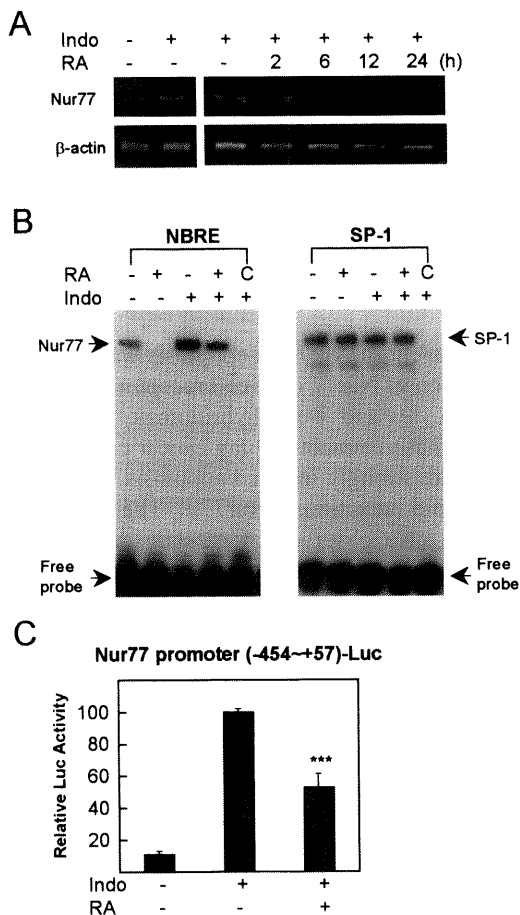 A
Indo - + + + + + +
RA - - - 2 6 12 24 (h)
Nur77
β-actin
B
NBRE SP-1
RA - + - + C - + - + C
Indo - - + + + - - + + +
Nur77 SP-1
Free probe Free probe
C
Nur77 promoter (-454~+57)-Luc
Relative Luc Activity
100
80
60
40
20
***
Indo - + +
RA - - +